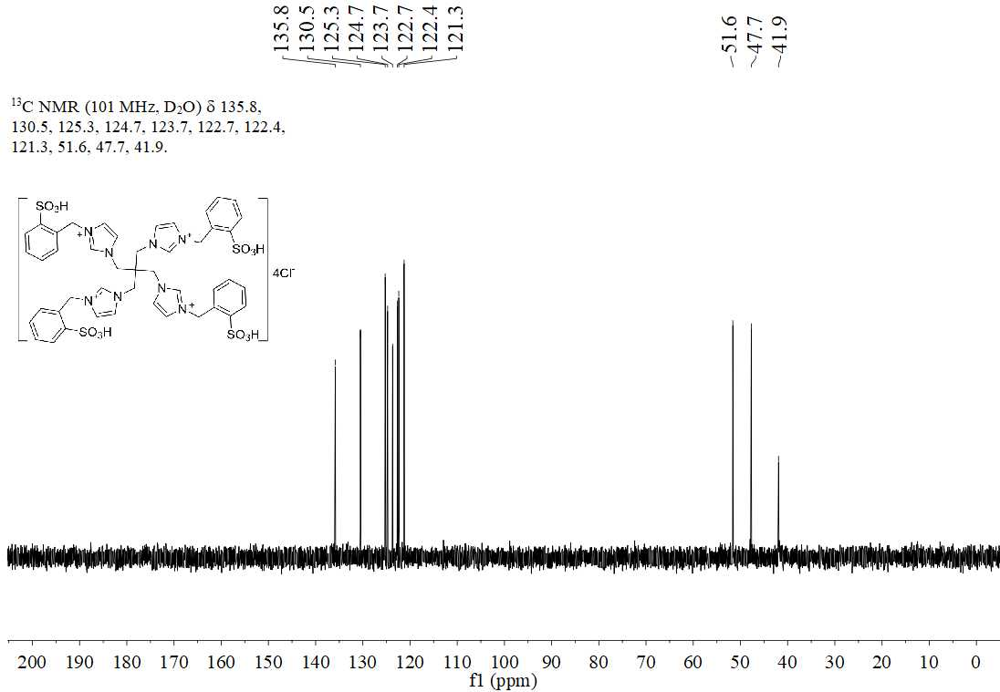 135.8
130.5
125.3
124.7
123.7
122.7
122.4
121.3
51.6
47.7
41.9
¹³C NMR (101 MHz, D₂O) δ 135.8,
130.5, 125.3, 124.7, 123.7, 122.7, 122.4,
121.3, 51.6, 47.7, 41.9.
SO₃H
N
+
N
N
N
+
SO₃H
4Cl⁻
N
+
N
N
N
+
SO₃H
SO₃H
200 190 180 170 160 150 140 130 120 110 100 90 80 70 60 50 40 30 20 10 0
f1 (ppm)